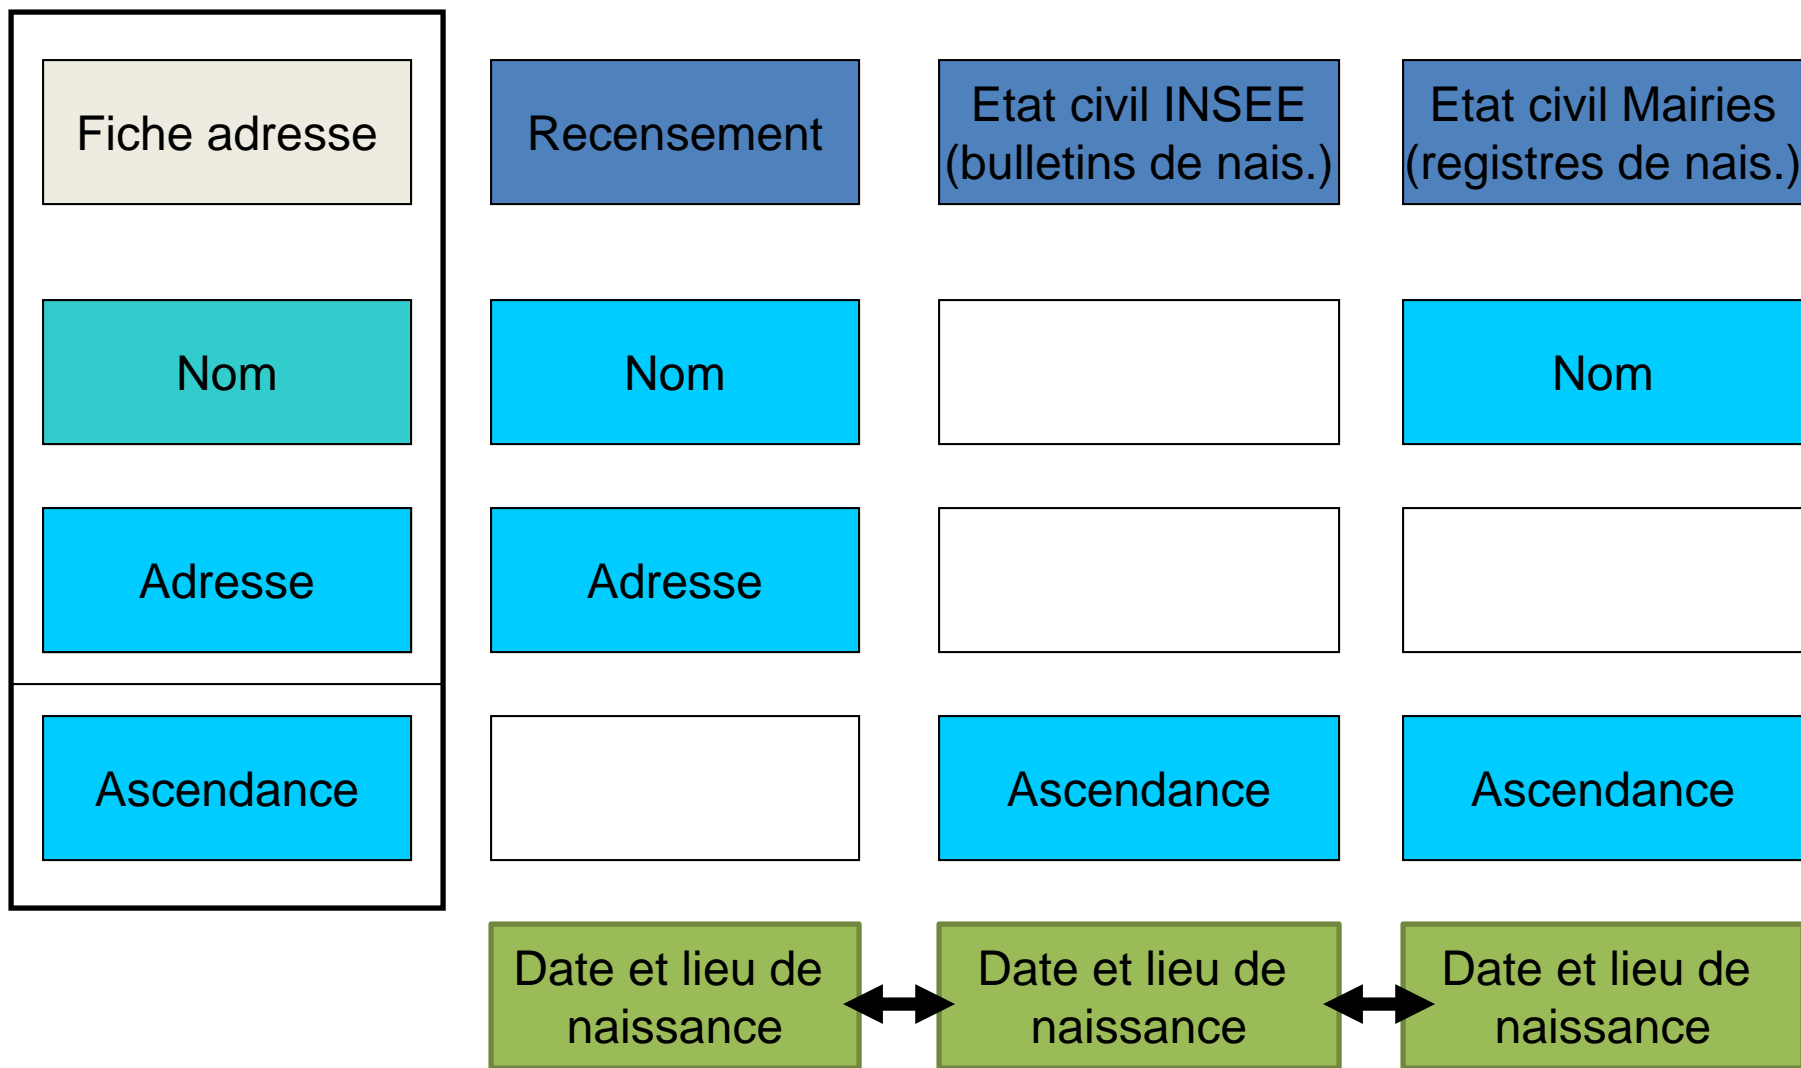 Fiche adresse
Recensement
Etat civil INSEE
(bulletins de nais.)
Etat civil Mairies
(registres de nais.)
Nom
Nom
Nom
Adresse
Adresse
Ascendance
Ascendance
Ascendance
Date et lieu de
naissance
Date et lieu de
naissance
Date et lieu de
naissance